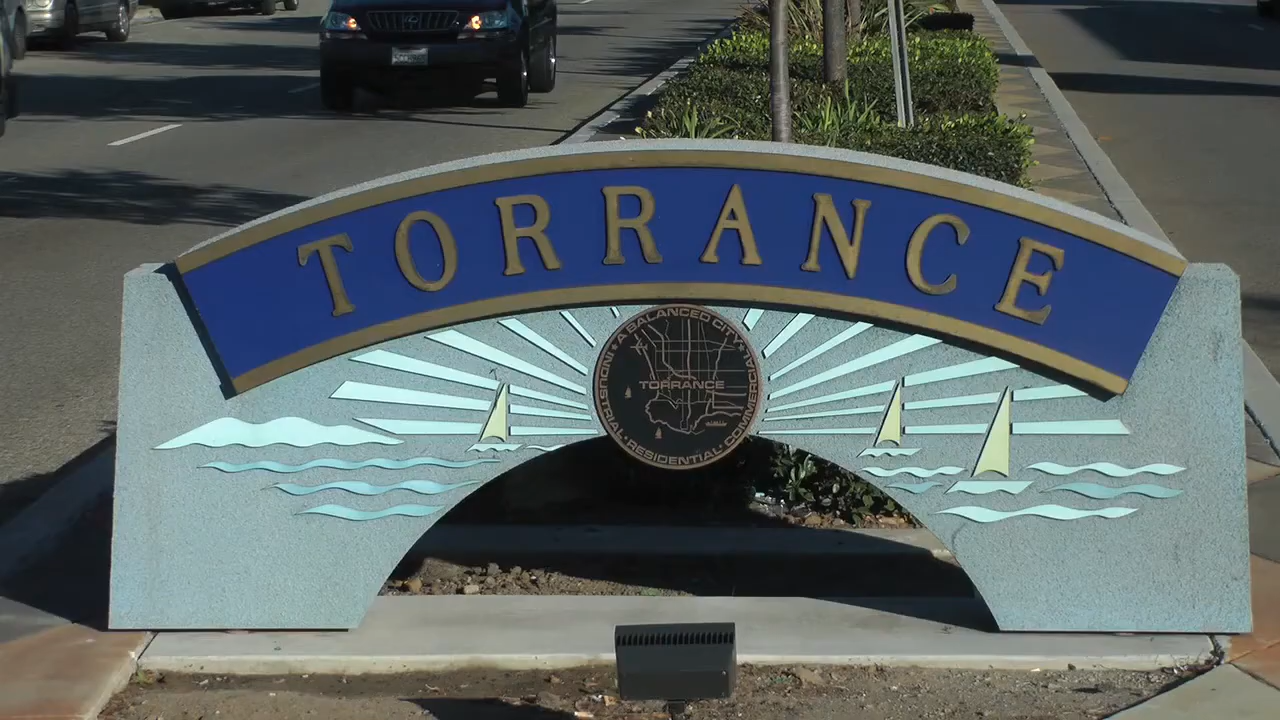 TORRANCE
A BALANCED CITY
INDUSTRIAL · RESIDENTIAL · COMMERCIAL
TORRANCE